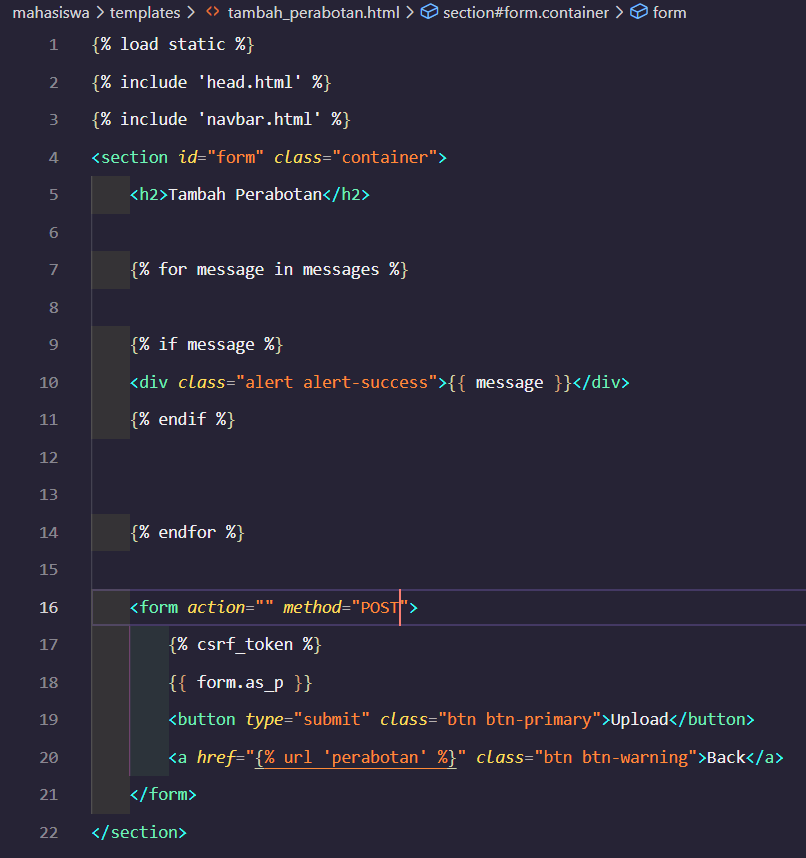 mahasiswa > templates > <> tambah_perabotan.html > section#form.container > form
1 {% load static %}
2 {% include 'head.html' %}
3 {% include 'navbar.html' %}
4 <section id="form" class="container">
5 <h2>Tambah Perabotan</h2>
6
7 {% for message in messages %}
8
9 {% if message %}
10 <div class="alert alert-success">{{ message }}</div>
11 {% endif %}
12
13
14 {% endfor %}
15
16 <form action="" method="POST">
17 {% csrf_token %}
18 {{ form.as_p }}
19 <button type="submit" class="btn btn-primary">Upload</button>
20 <a href="{% url 'perabotan' %}" class="btn btn-warning">Back</a>
21 </form>
22 </section>